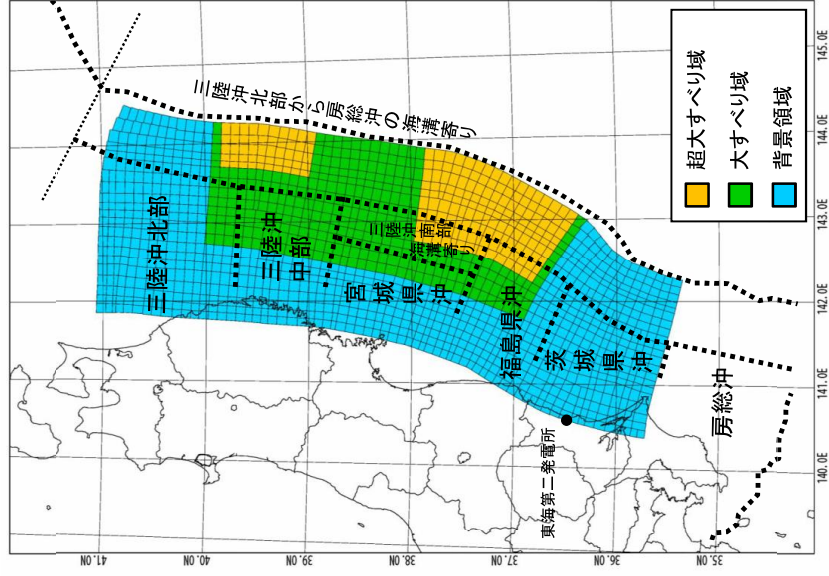 三陸沖北部から房総沖の海溝寄り
三陸沖北部
三陸沖
中部
三陸沖南部
海溝寄り
宮城県沖
福島県沖
茨城県沖
房総沖
東海第二発電所
超大すべり域
大すべり域
背景領域
145.0E
144.0E
143.0E
142.0E
141.0E
140.0E
41.0N
40.0N
39.0N
38.0N
37.0N
36.0N
35.0N